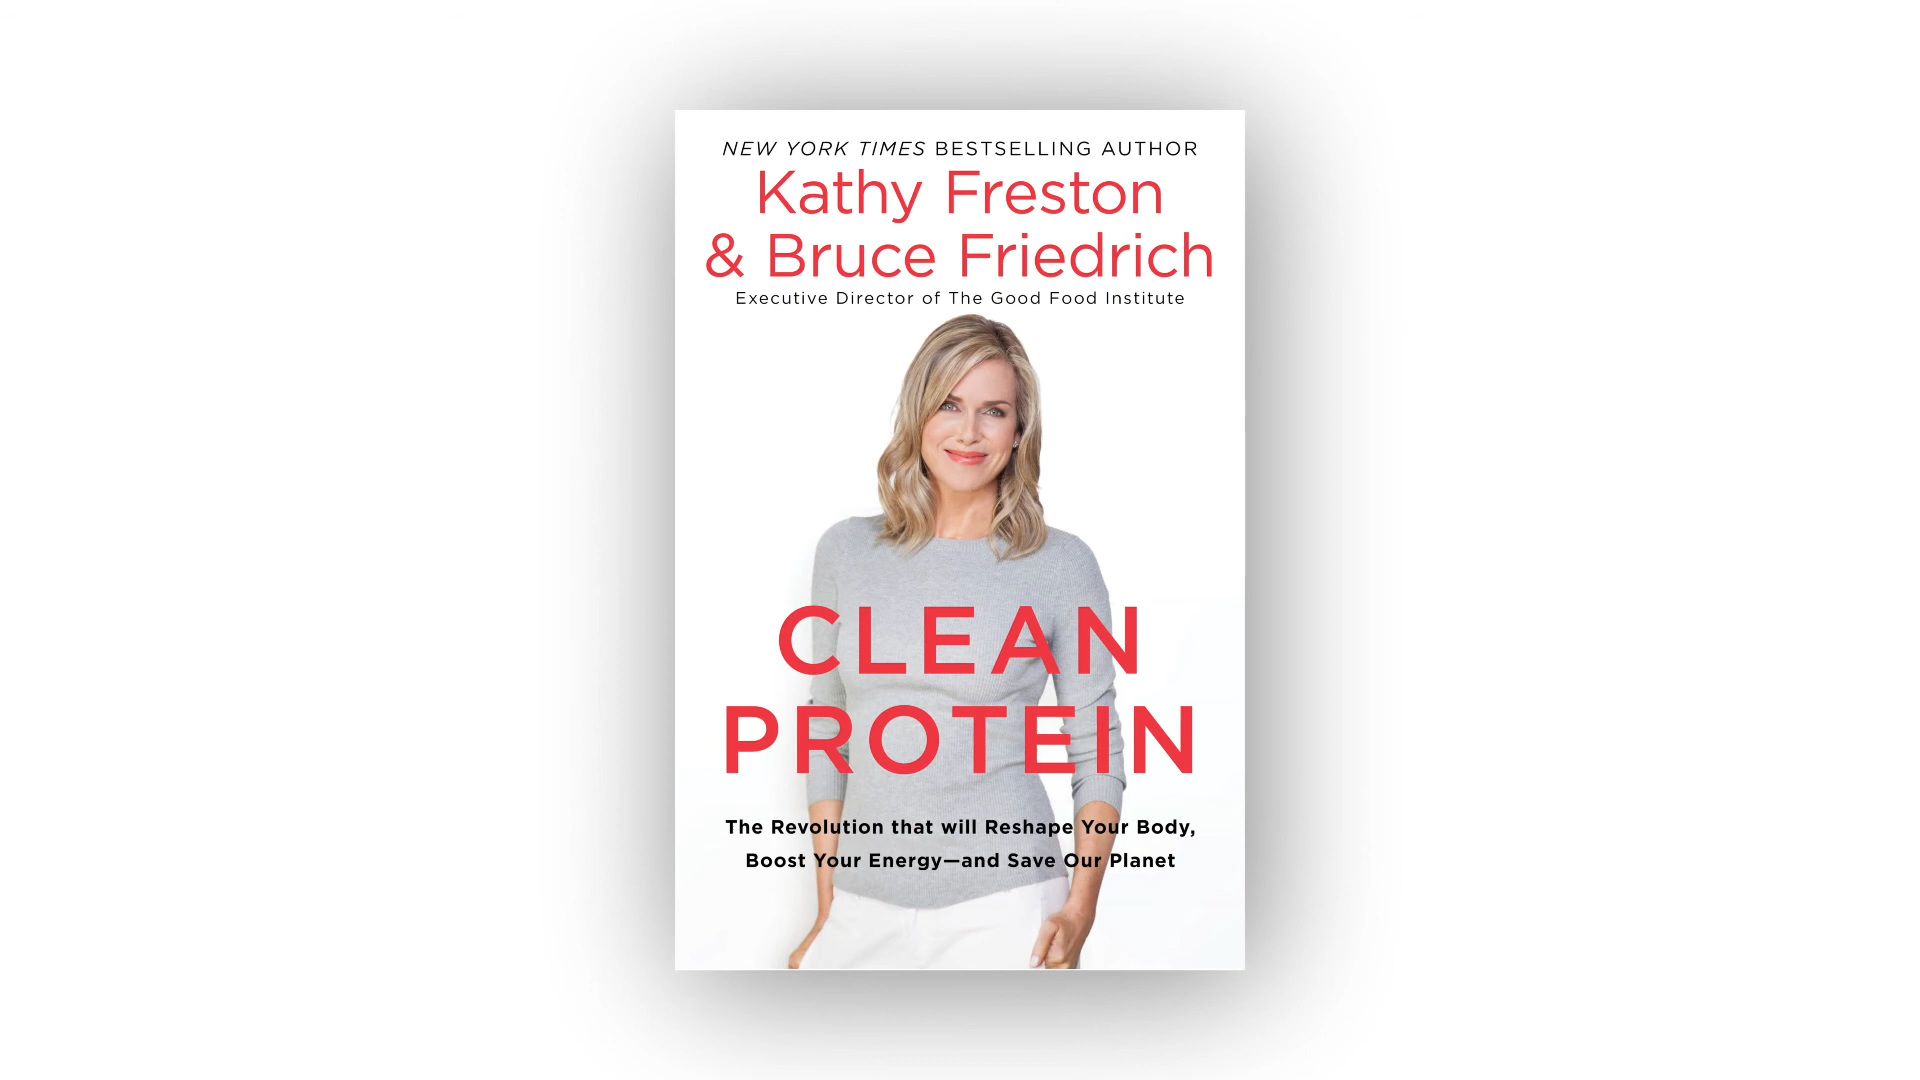 NEW YORK TIMES BESTSELLING AUTHOR
Kathy Freston
& Bruce Friedrich
Executive Director of The Good Food Institute
CLEAN
PROTEIN
The Revolution that will Reshape Your Body,
Boost Your Energy—and Save Our Planet